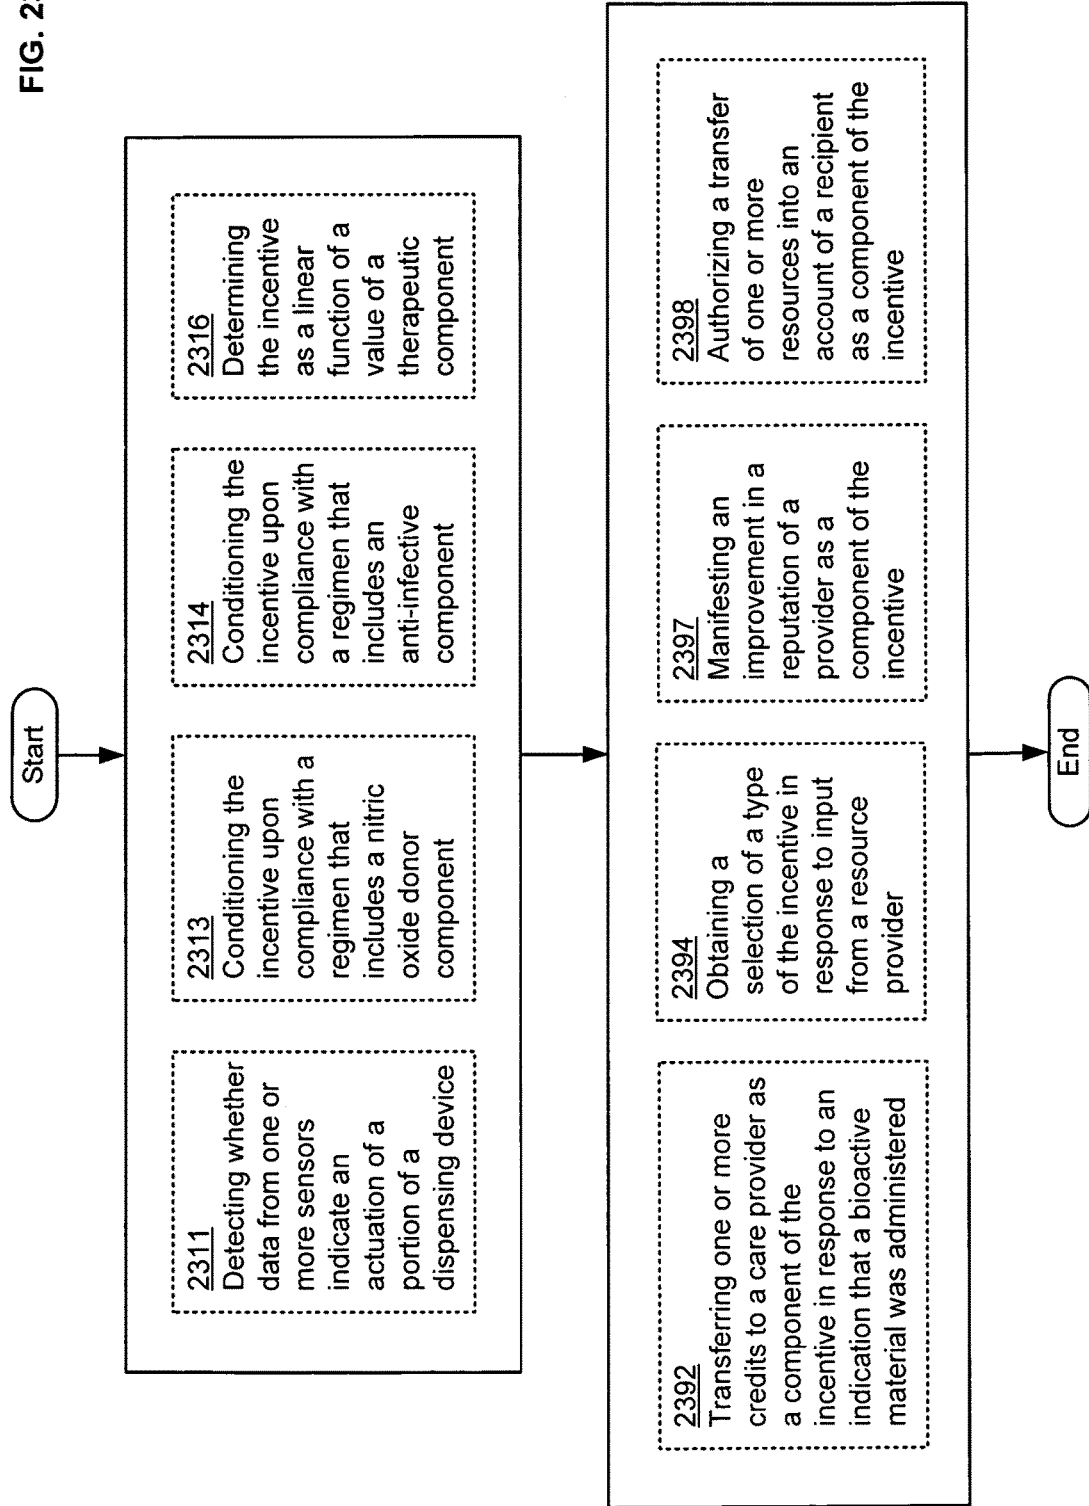 FIG.
Start
2311
Detecting whether
data from one or
more sensors
indicate an
actuation of a
portion of a
dispensing device
2313
Conditioning the
incentive upon
compliance with a
regimen that
includes a nitric
oxide donor
component
2314
Conditioning the
incentive upon
compliance with
a regimen that
includes an
anti-infective
component
2316
Determining
the incentive
as a linear
function of a
value of a
therapeutic
component
2392
Transferring one or more
credits to a care provider as
a component of the
incentive in response to an
indication that a bioactive
material was administered
2394
Obtaining a
selection of a type
of the incentive in
response to input
from a resource
provider
2397
Manifesting an
improvement in a
reputation of a
provider as a
component of the
incentive
2398
Authorizing a transfer
of one or more
resources into an
account of a recipient
as a component of the
incentive
End